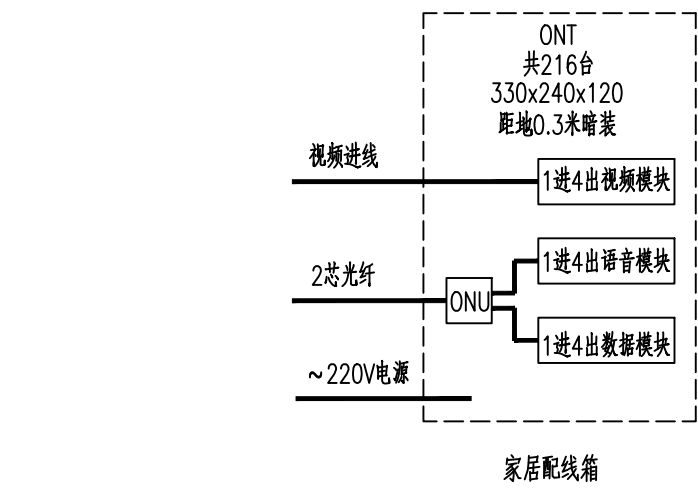 ONT
共216台
330x240x120
距地0.3米暗装
视频进线
1进4出视频模块
1进4出语音模块
2芯光纤
ONU
1进4出数据模块
~220V电源
家居配线箱